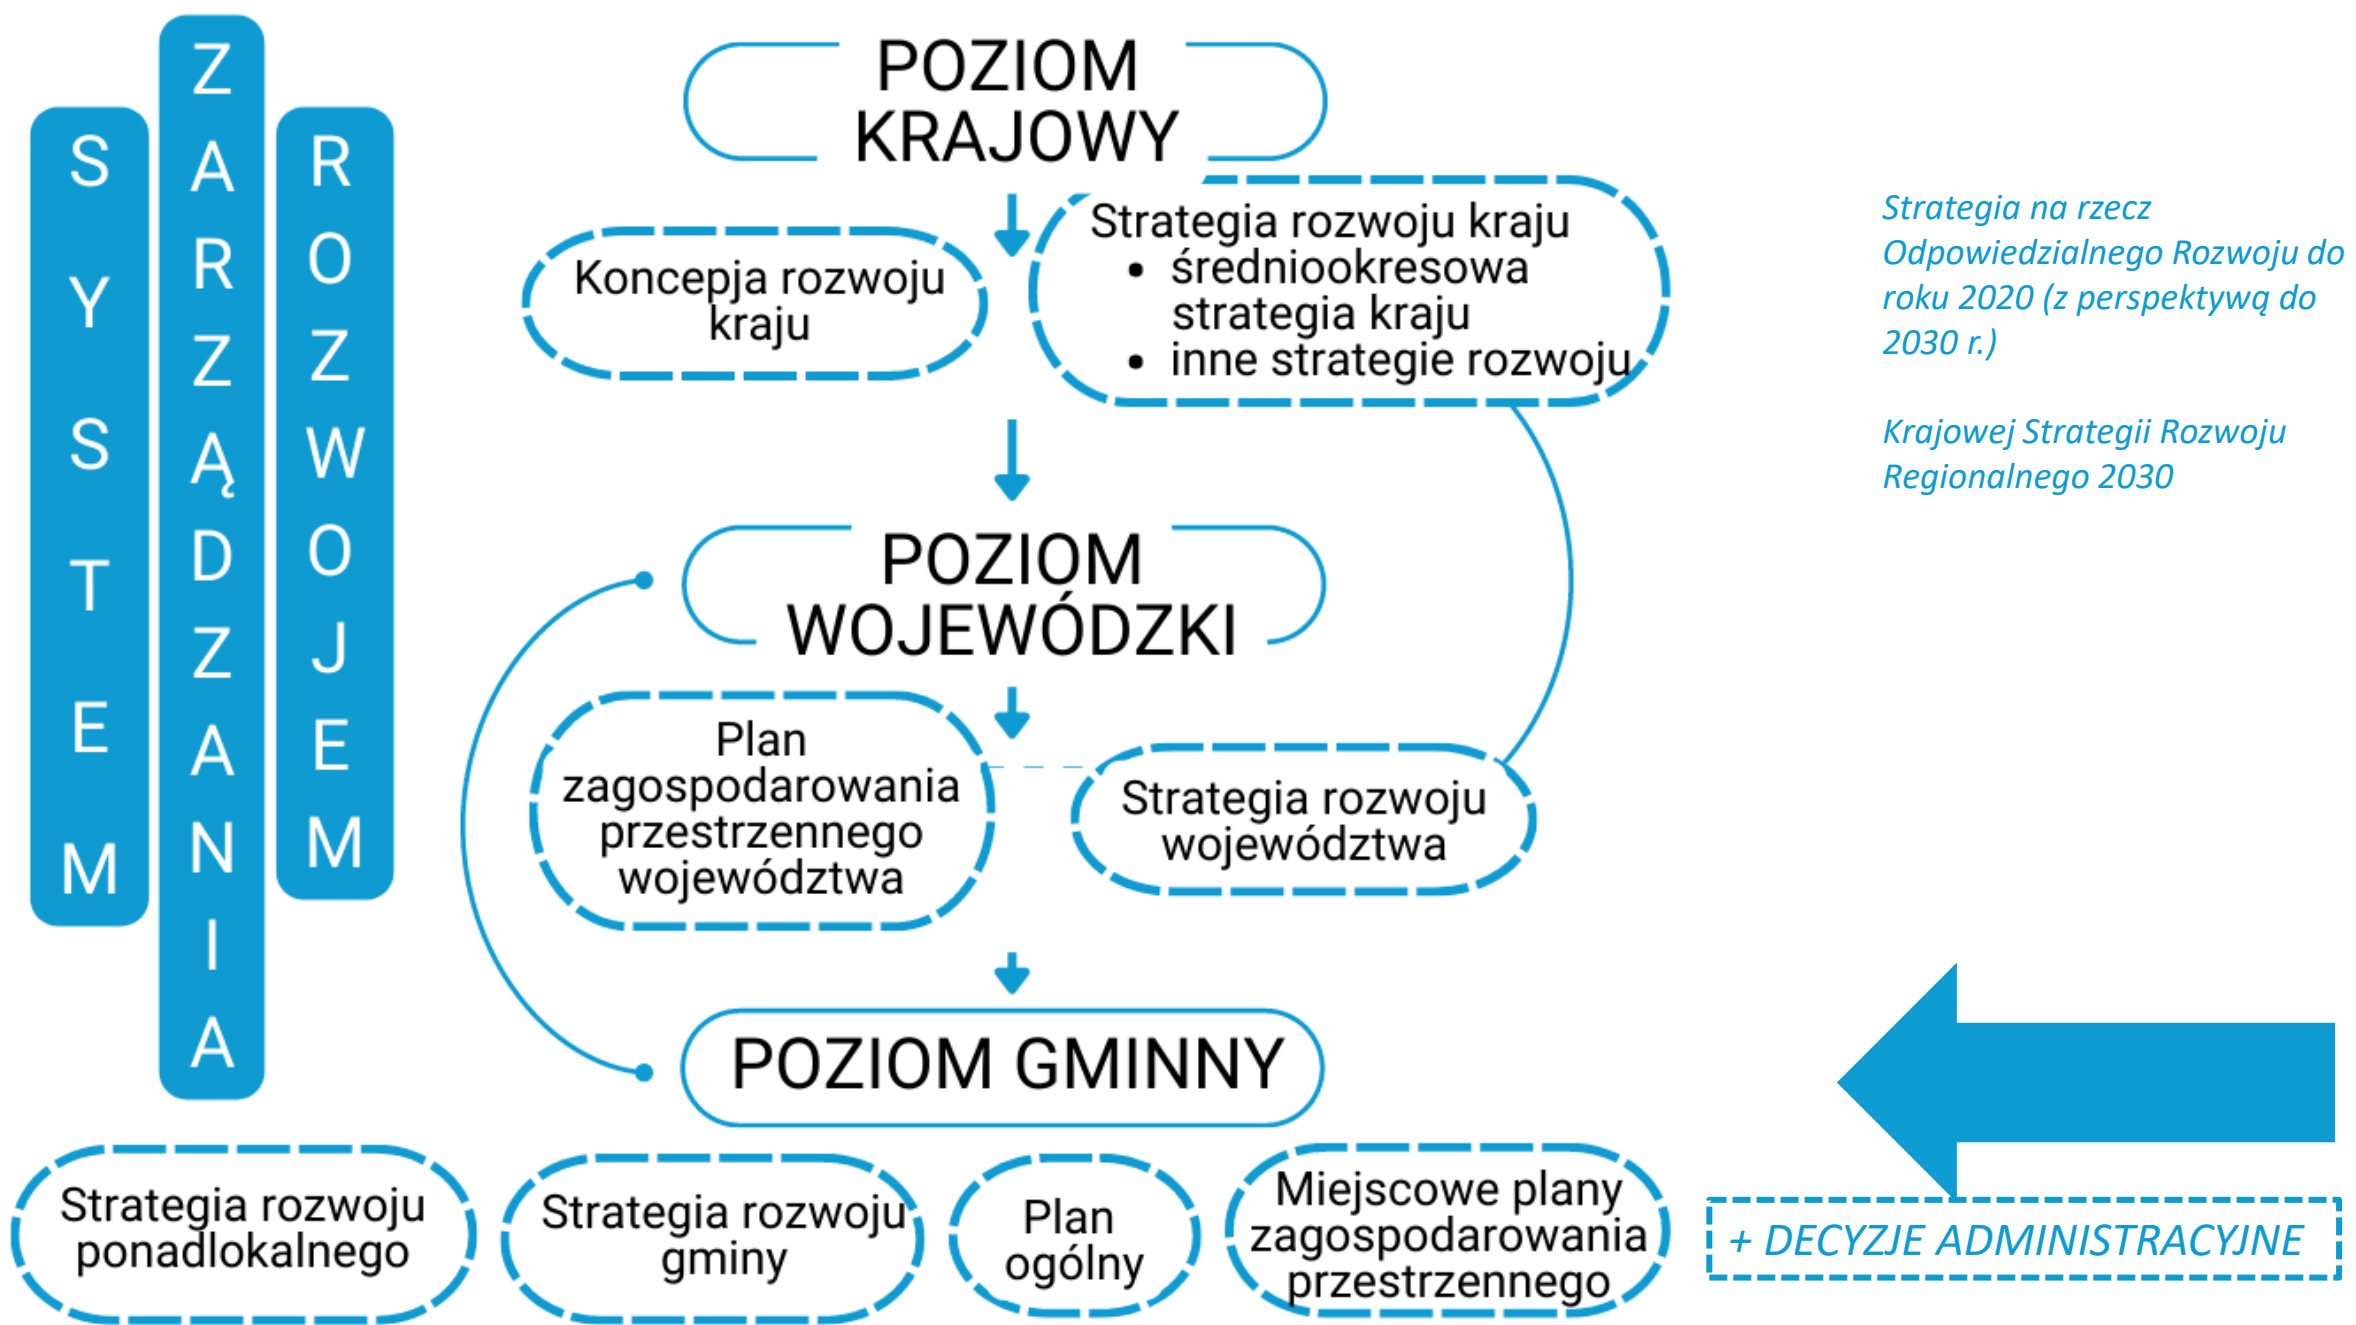 SYSTEM
ZARZĄDZANIA
ROZWOJEM
POZIOM
KRAJOWY
Koncepja rozwoju
kraju
Strategia rozwoju kraju
• średniookresowa
strategia kraju
• inne strategie rozwoju
Strategia na rzecz
Odpowiedzialnego Rozwoju do
roku 2020 (z perspektywą do
2030 r.)
Krajowej Strategii Rozwoju
Regionalnego 2030
POZIOM
WOJEWÓDZKI
Plan
zagospodarowania
przestrzennego
województwa
Strategia rozwoju
województwa
POZIOM GMINNY
Strategia rozwoju
ponadlokalnego
Strategia rozwoju
gminy
Plan
ogólny
Miejscowe plany
zagospodarowania
przestrzennego
+ DECYZJE ADMINISTRACYJNE